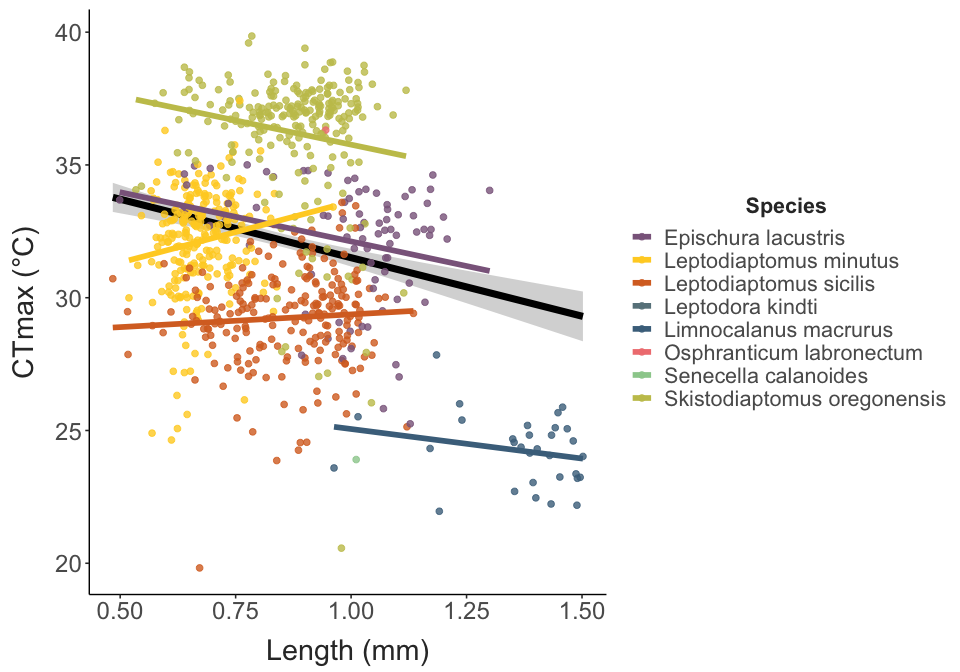 40
35
30
25
20
CTmax (°C)
0.50 0.75 1.00 1.25 1.50
Length (mm)
Species
Epischura lacustris
Leptodiaptomus minutus
Leptodiaptomus sicilis
Leptodora kindti
Limnocalanus macrurus
Osphranticum labronectum
Senecella calanoides
Skistodiaptomus oregonensis